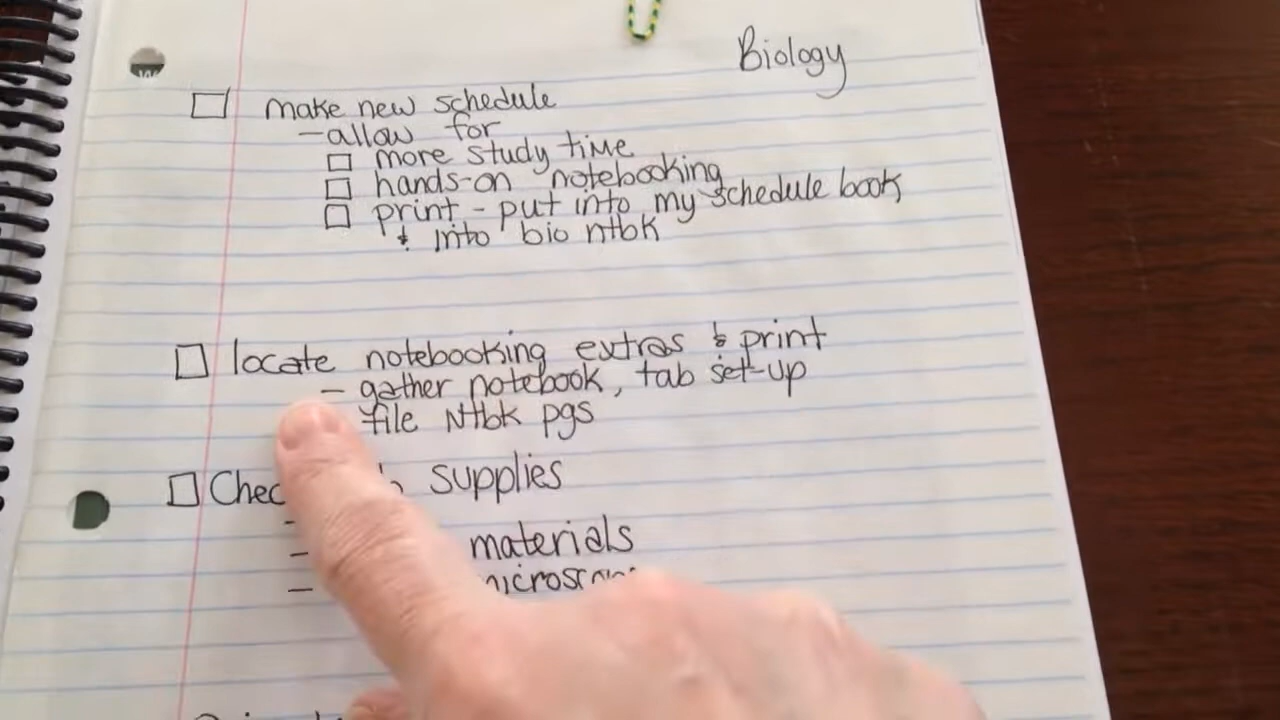 Biology
make new schedule
- allow for
more study time
hands-on notebooking
print - put into my schedule book
& into bio ntbk
locate notebooking extras & print
- gather notebook, tab set-up
file Ntbk pgs
supplies
materials